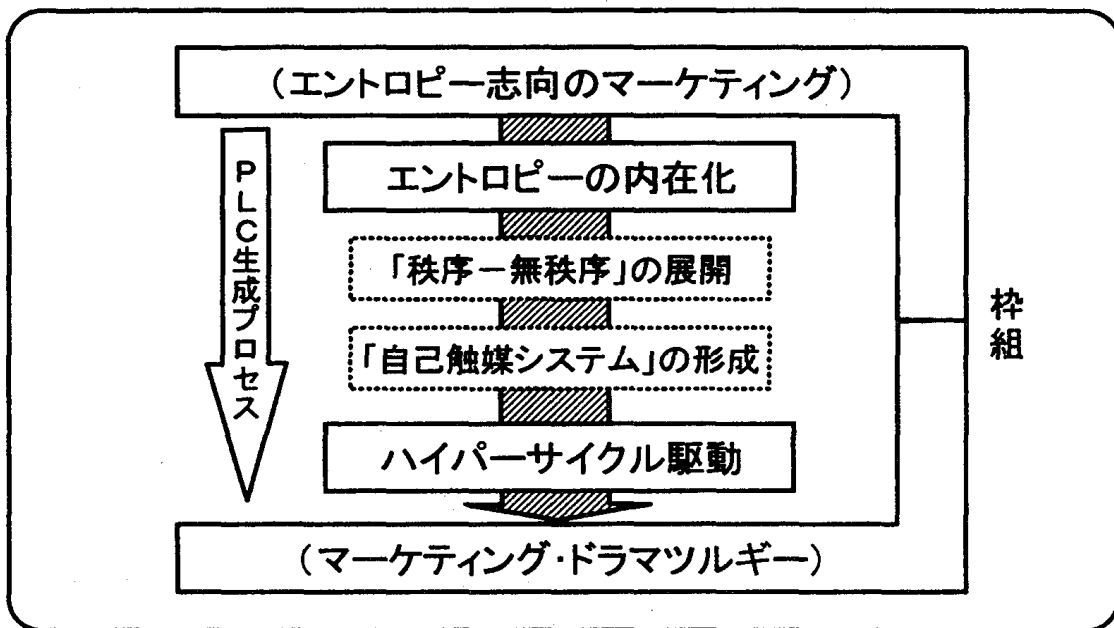 (エントロピー志向のマーケティング)
PLC生成プロセス
エントロピーの内在化
「秩序－無秩序」の展開
「自己触媒システム」の形成
ハイパーサイクル駆動
(マーケティング・ドラマツルギー)
枠組